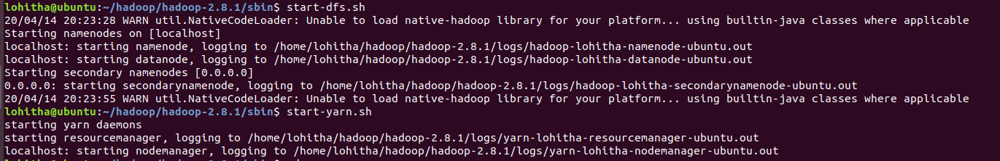 lohitha@ubuntu:~/hadoop/hadoop-2.8.1/sbin$ start-dfs.sh
20/04/14 20:23:28 WARN util.NativeCodeLoader: Unable to load native-hadoop library for your platform... using builtin-java classes where applicable
Starting namenodes on [localhost]
localhost: starting namenode, logging to /home/lohitha/hadoop/hadoop-2.8.1/logs/hadoop-lohitha-namenode-ubuntu.out
localhost: starting datanode, logging to /home/lohitha/hadoop/hadoop-2.8.1/logs/hadoop-lohitha-datanode-ubuntu.out
Starting secondary namenodes [0.0.0.0]
0.0.0.0: starting secondarynamenode, logging to /home/lohitha/hadoop/hadoop-2.8.1/logs/hadoop-lohitha-secondarynamenode-ubuntu.out
20/04/14 20:23:55 WARN util.NativeCodeLoader: Unable to load native-hadoop library for your platform... using builtin-java classes where applicable
lohitha@ubuntu:~/hadoop/hadoop-2.8.1/sbin$ start-yarn.sh
starting yarn daemons
starting resourcemanager, logging to /home/lohitha/hadoop/hadoop-2.8.1/logs/yarn-lohitha-resourcemanager-ubuntu.out
localhost: starting nodemanager, logging to /home/lohitha/hadoop/hadoop-2.8.1/logs/yarn-lohitha-nodemanager-ubuntu.out